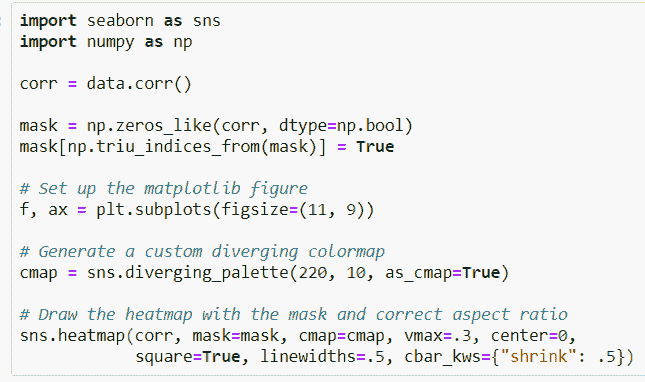 import seaborn as sns
import numpy as np
corr = data.corr()
mask = np.zeros_like(corr, dtype=np.bool)
mask[np.triu_indices_from(mask)] = True
# Set up the matplotlib figure
f, ax = plt.subplots(figsize=(11, 9))
# Generate a custom diverging colormap
cmap = sns.diverging_palette(220, 10, as_cmap=True)
# Draw the heatmap with the mask and correct aspect ratio
sns.heatmap(corr, mask=mask, cmap=cmap, vmax=.3, center=0,
            square=True, linewidths=.5, cbar_kws={"shrink": .5})